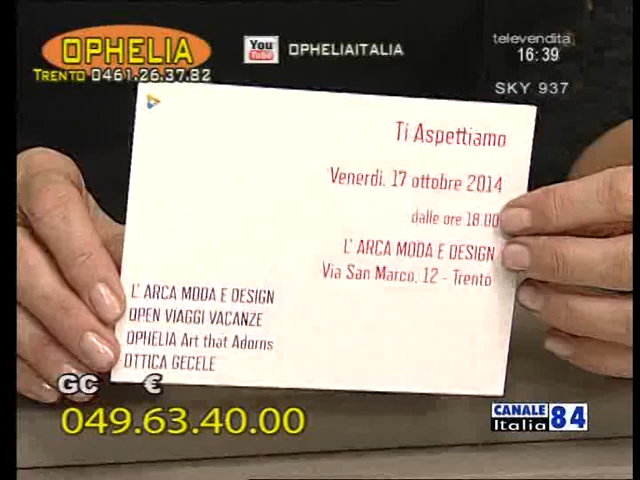 OPHELIA
TRENTO 0461.26.37.82
You Tube OPHELIAITALIA
televendita
16:39
SKY 937
Ti Aspettiamo
Venerdì, 17 ottobre 2014
dalle ore 18.00
L' ARCA MODA E DESIGN
Via San Marco, 12 - Trento
L' ARCA MODA E DESIGN
OPEN VIAGGI VACANZE
OPHELIA Art that Adorns
OTTICA GECELE
GC €
049.63.40.00
CANALE Italia 84